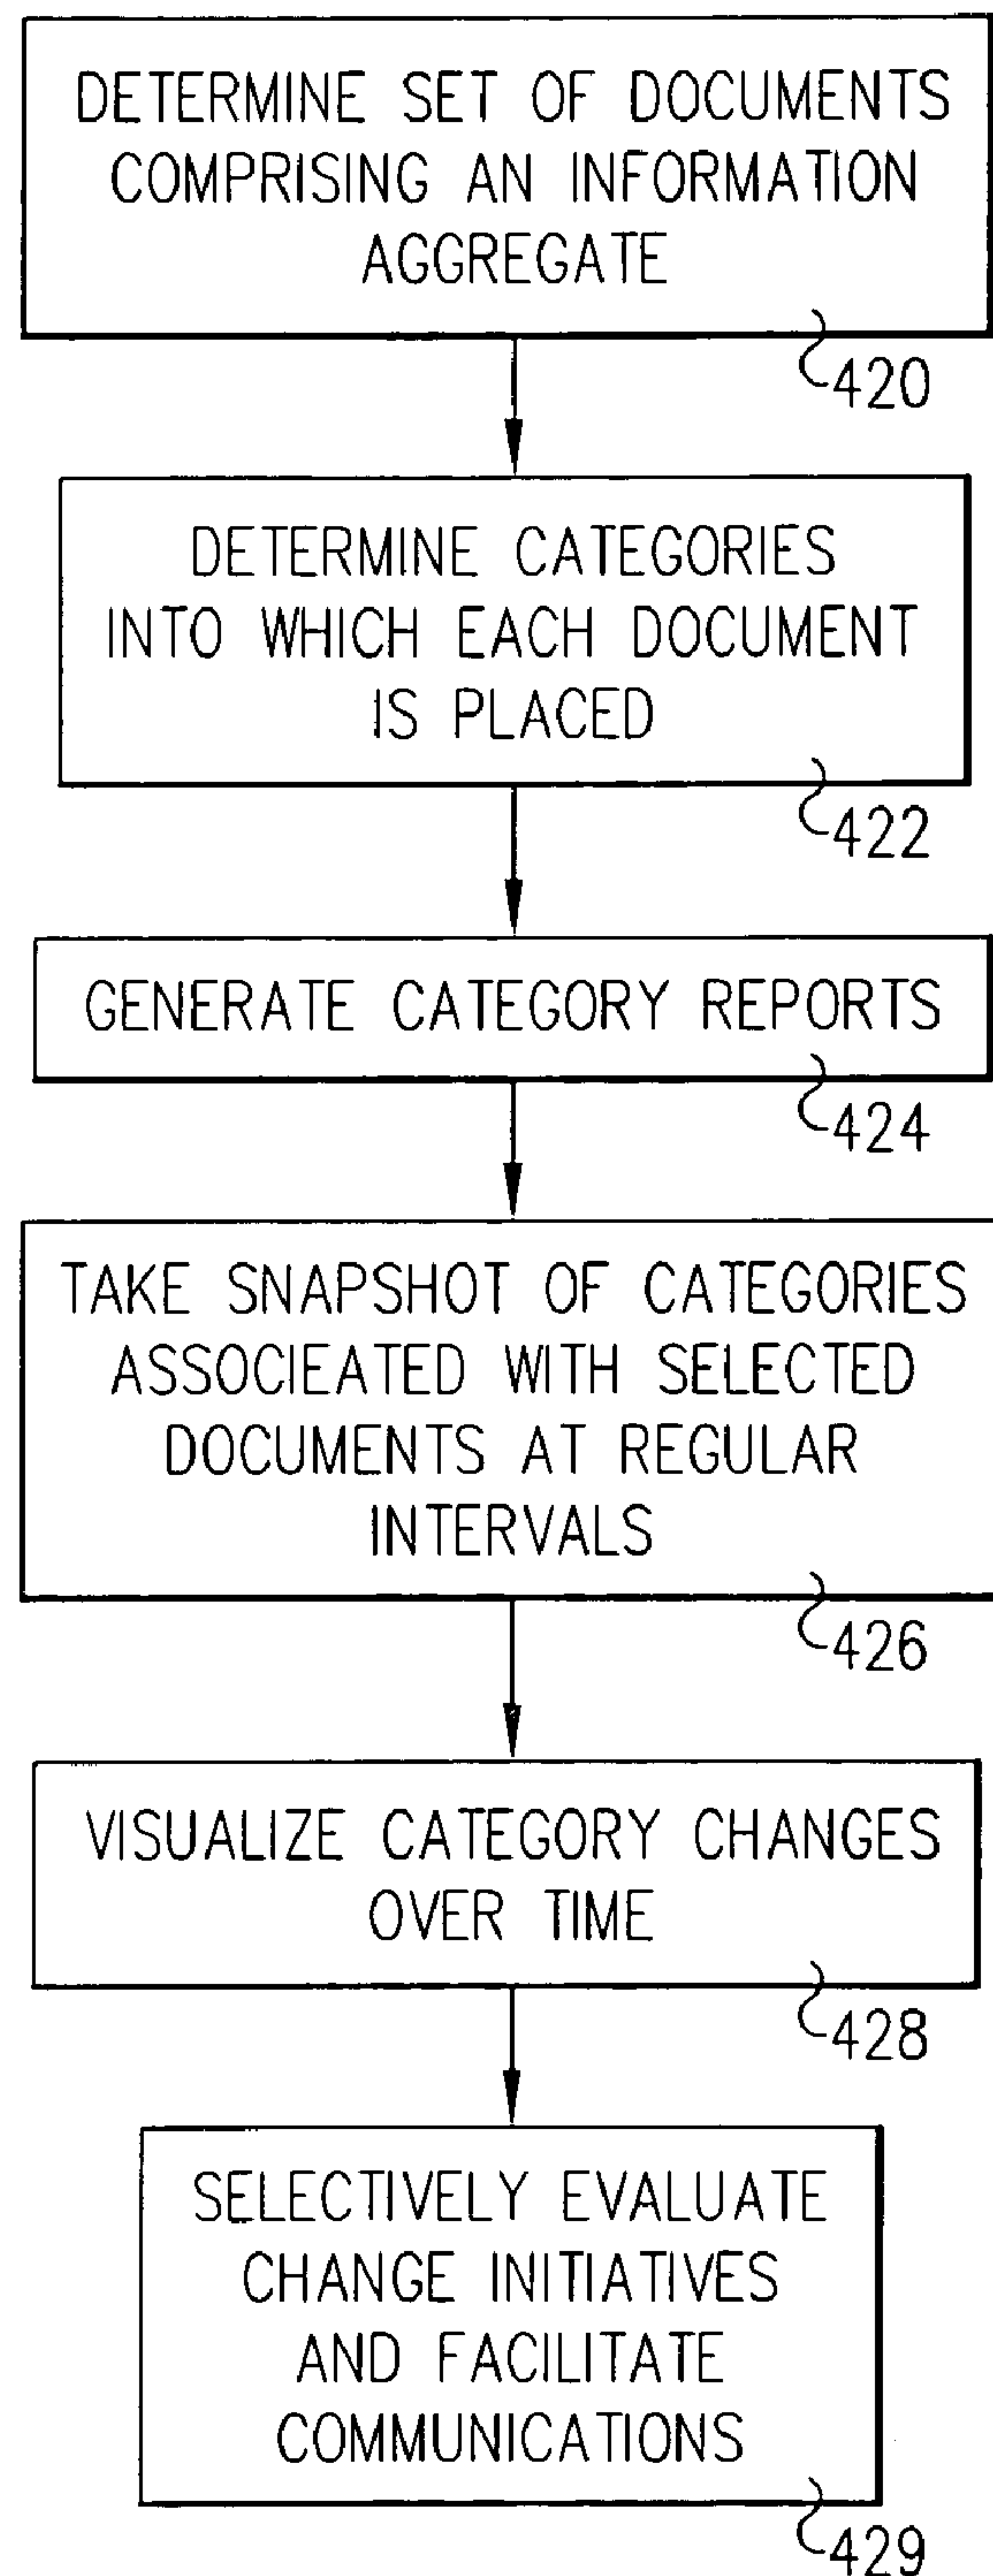 DETERMINE SET OF DOCUMENTS
COMPRISING AN INFORMATION
AGGREGATE
420
DETERMINE CATEGORIES
INTO WHICH EACH DOCUMENT
IS PLACED
422
GENERATE CATEGORY REPORTS
424
TAKE SNAPSHOT OF CATEGORIES
ASSOCIEATED WITH SELECTED
DOCUMENTS AT REGULAR
INTERVALS
426
VISUALIZE CATEGORY CHANGES
OVER TIME
428
SELECTIVELY EVALUATE
CHANGE INITIATIVES
AND FACILITATE
COMMUNICATIONS
429